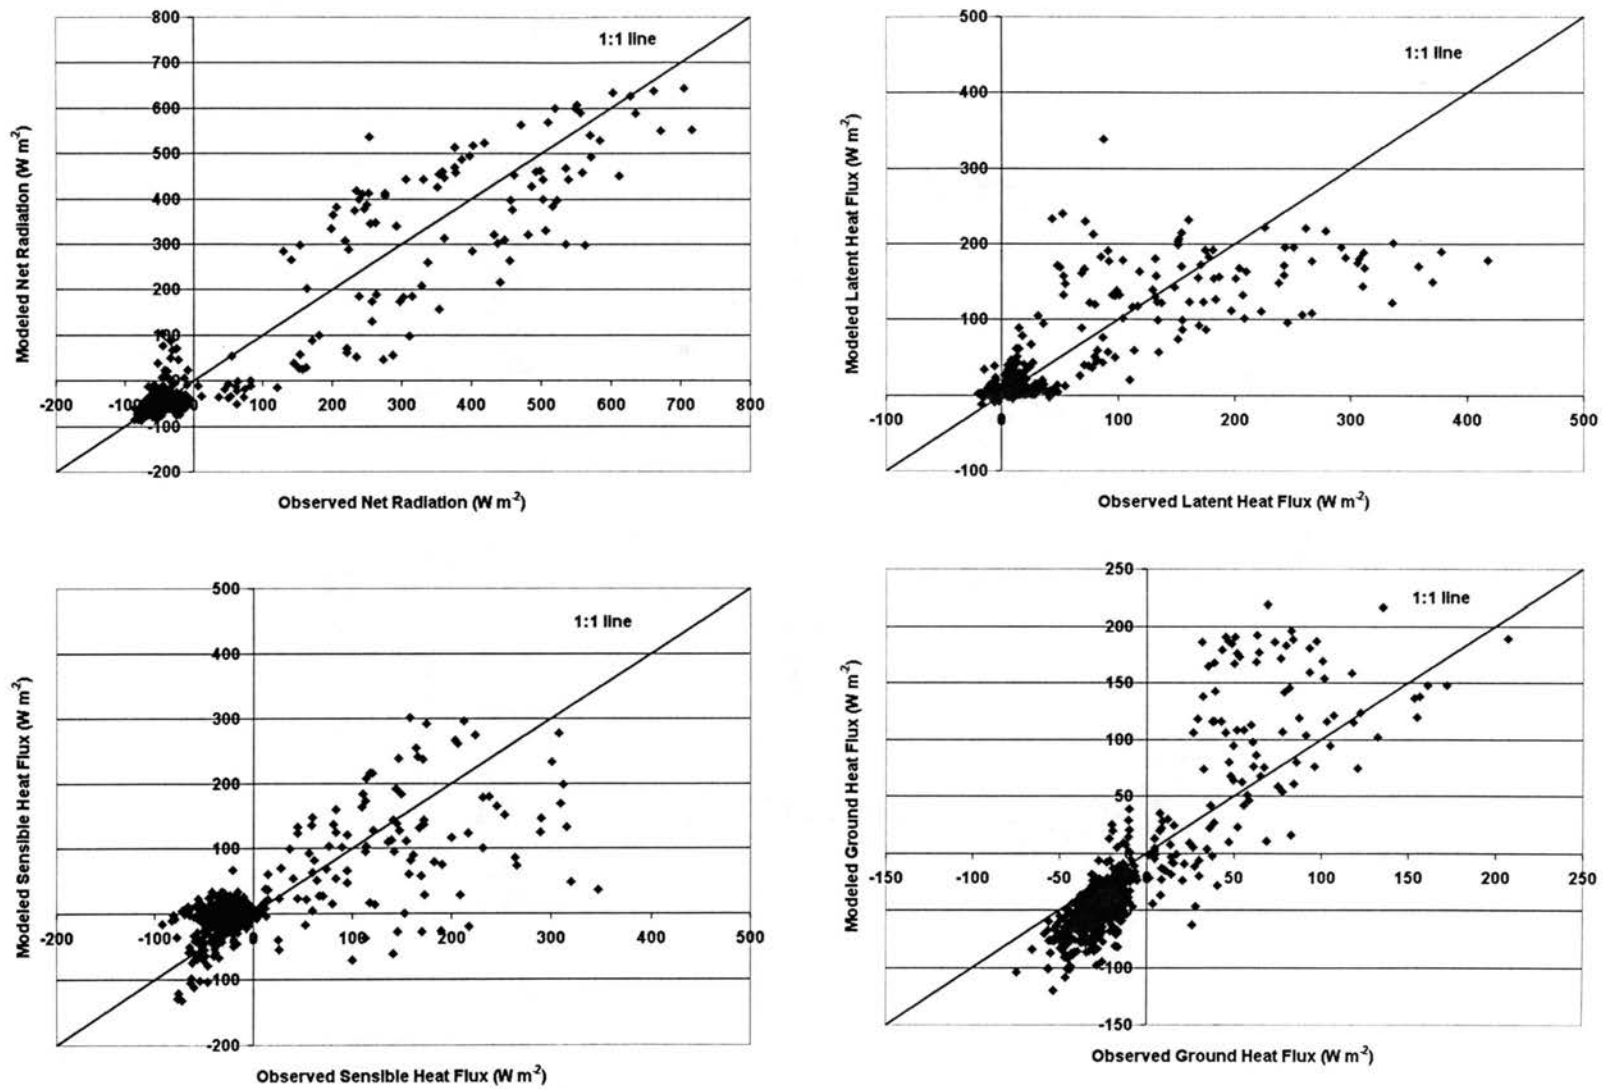 800
700
600
500
400
300
200
100
0
-100
-200
-200 -100 0 100 200 300 400 500 600 700 800
1:1 line
Modeled Net Radiation (W m-2)
Observed Net Radiation (W m-2)
500
400
300
200
100
-100
-100 0 100 200 300 400 500
1:1 line
Modeled Latent Heat Flux (W m-2)
Observed Latent Heat Flux (W m-2)
500
400
300
200
100
-100
-200
-200 -100 0 100 200 300 400 500
1:1 line
Modeled Sensible Heat Flux (W m-2)
Observed Sensible Heat Flux (W m-2)
250
200
150
100
50
-100
-150
-150 -100 -50 50 100 150 200 250
1:1 line
Modeled Ground Heat Flux (W m-2)
Observed Ground Heat Flux (W m-2)